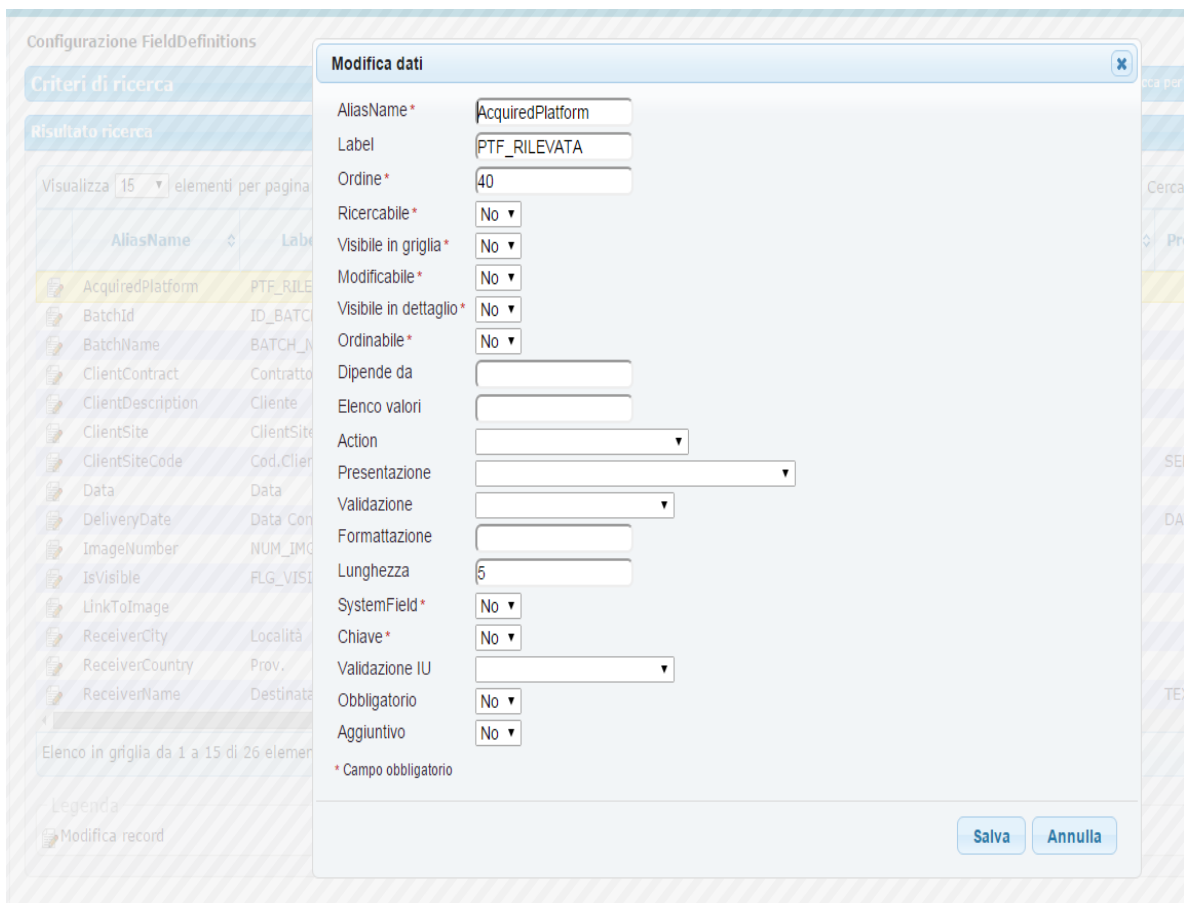 Configurazione FieldDefinitions
Criteri di ricerca
Risultato ricerca
Visualizza 15 elementi per pagina
Cerca
AliasName
AcquiredPlatform
BatchId ID_BATC
BatchName
ClientContract Contratto
ClientDescription Cliente
ClientSite ClientSite
ClientSiteCode Cod.Clien
Data Data
DeliveryDate Data Con
ImageNumber
IsVisible FLG_VISI
LinkToImage
ReceiverCity Località
ReceiverCountry Prov.
ReceiverName Destinata
Elenco in griglia da 1 a 15 di 26 elemen
Legenda
Modifica record
Modifica dati
AliasName* AcquiredPlatform
Label PTF_RILEVATA
Ordine* 40
Ricercabile* No
Visibile in griglia* No
Modificabile* No
Visibile in dettaglio* No
Ordinabile* No
Dipende da
Elenco valori
Action
Presentazione
Validazione
Formattazione
Lunghezza 5
SystemField* No
Chiave* No
Validazione IU
Obbligatorio No
Aggiuntivo No
* Campo obbligatorio
Salva Annulla